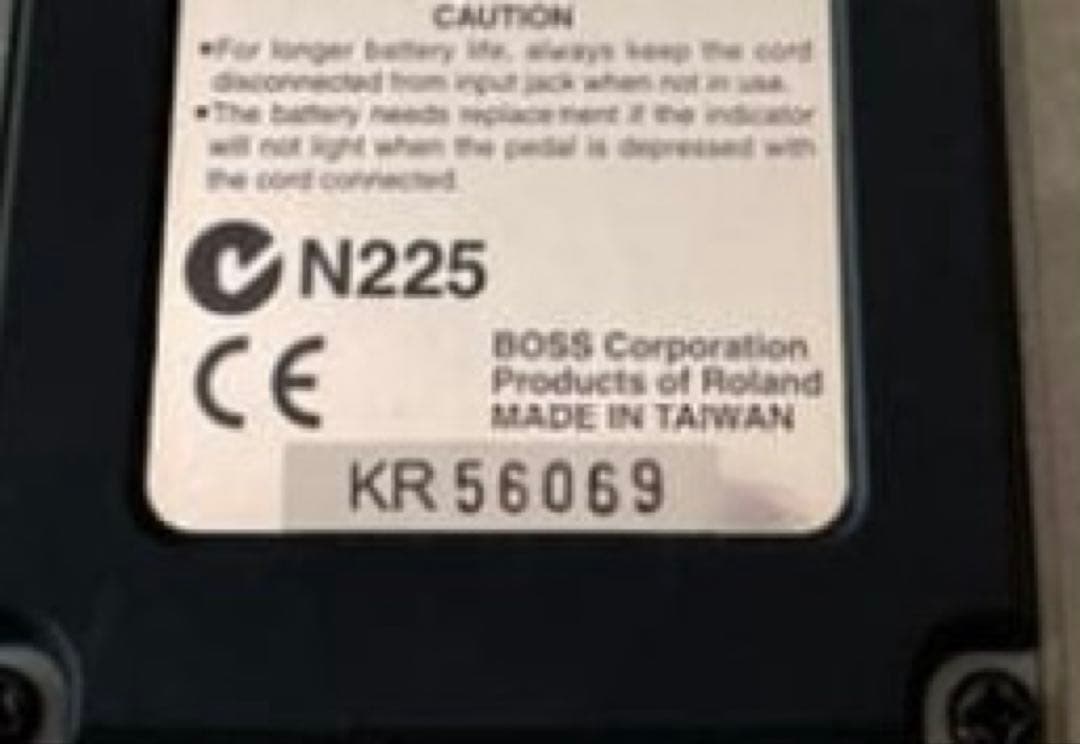 CAUTION
•For longer battery life, always keep the cord
disconnected from input jack when not in use.
•The battery needs replacement if the indicator
will not light when the pedal is depressed with
the cord connected.
N225
CE
BOSS Corporation
Products of Roland
MADE IN TAIWAN
KR 56069